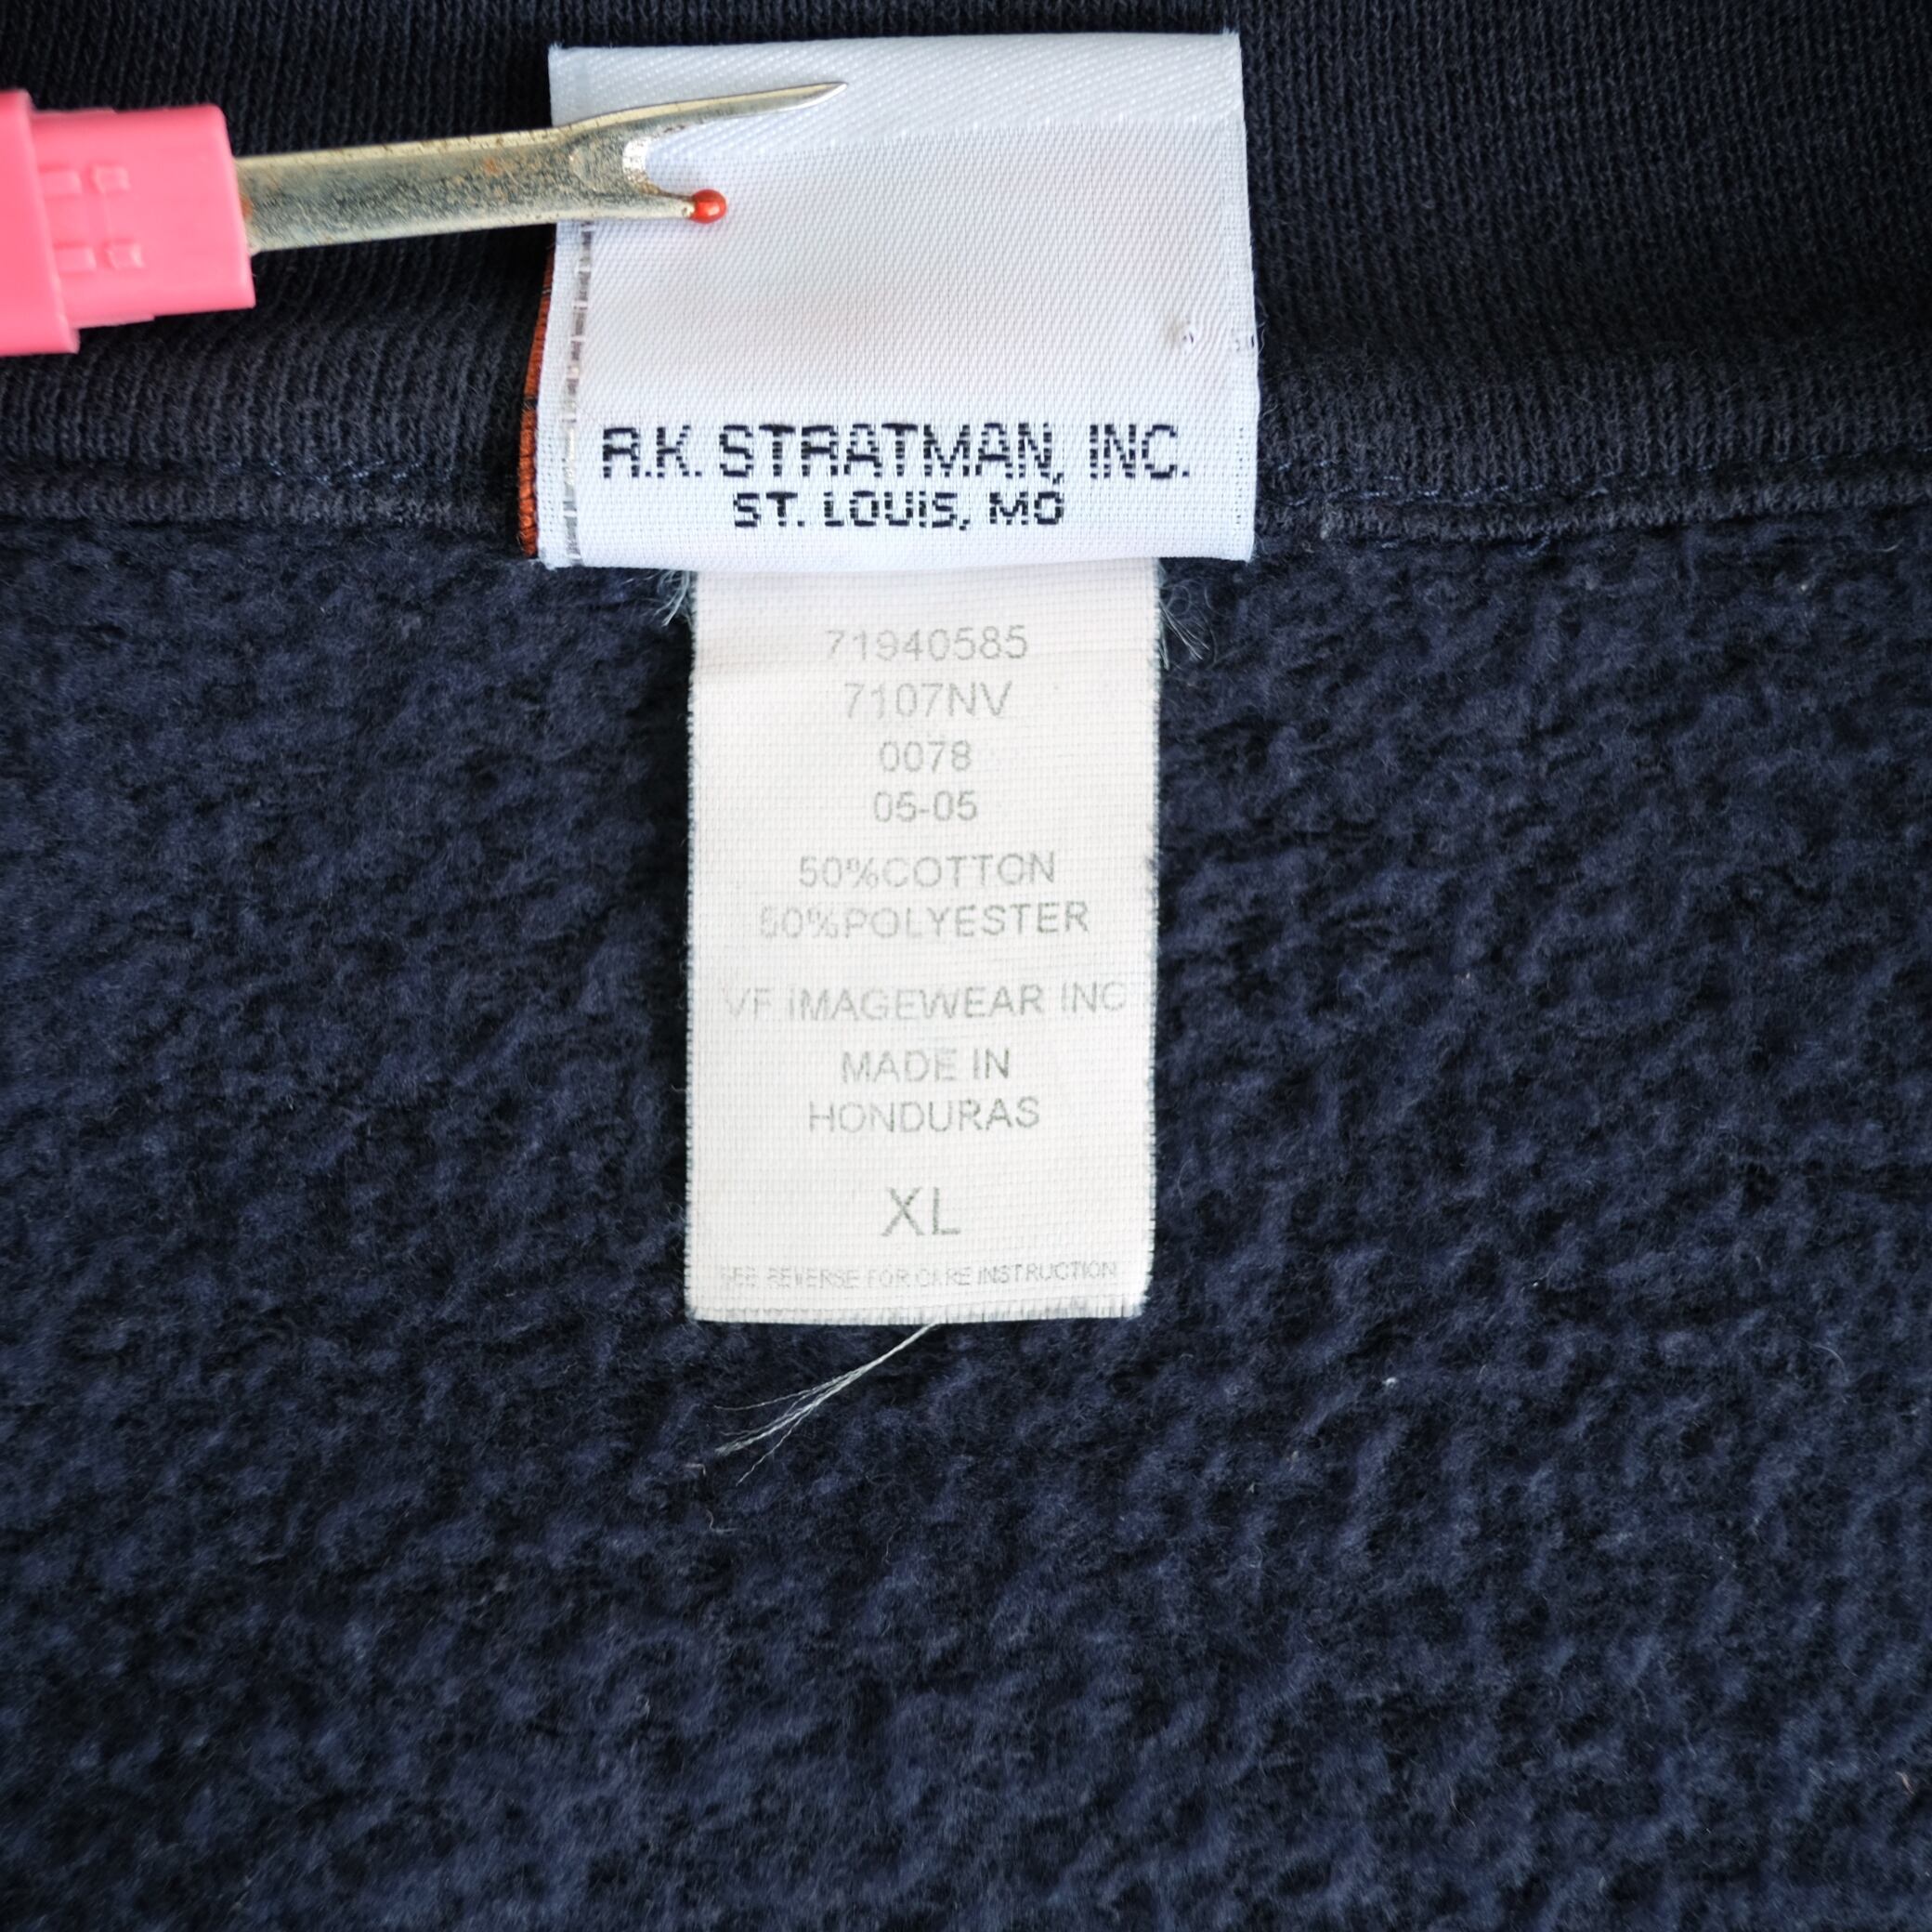 R.K. STRATMAN, INC.
ST. LOUIS, MO
71940585
7107NV
0078
05-05
50%COTTON
50%POLYESTER
VF IMAGEWEAR INC
MADE IN
HONDURAS
XL
SEE REVERSE FOR CARE INSTRUCTION